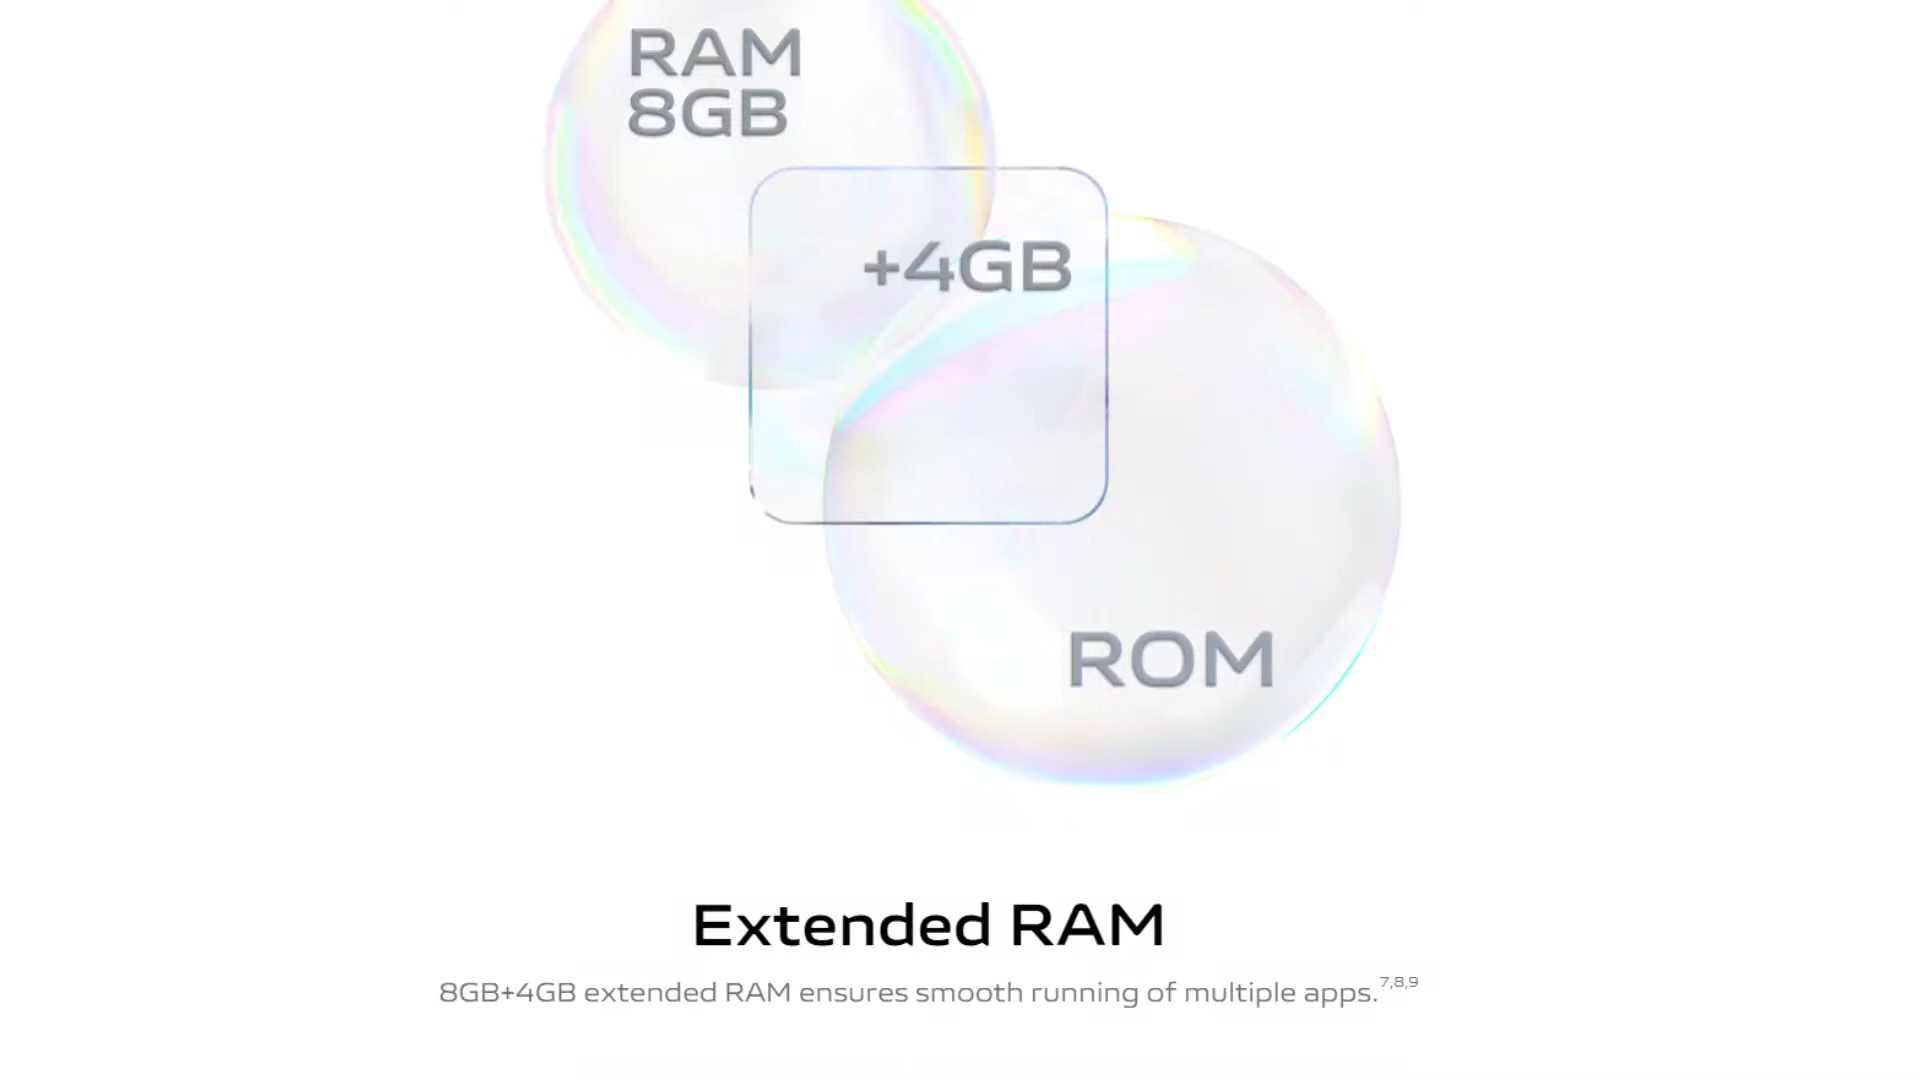 RAM
8GB
+4GB
ROM
Extended RAM
8GB+4GB extended RAM ensures smooth running of multiple apps.7,8,9